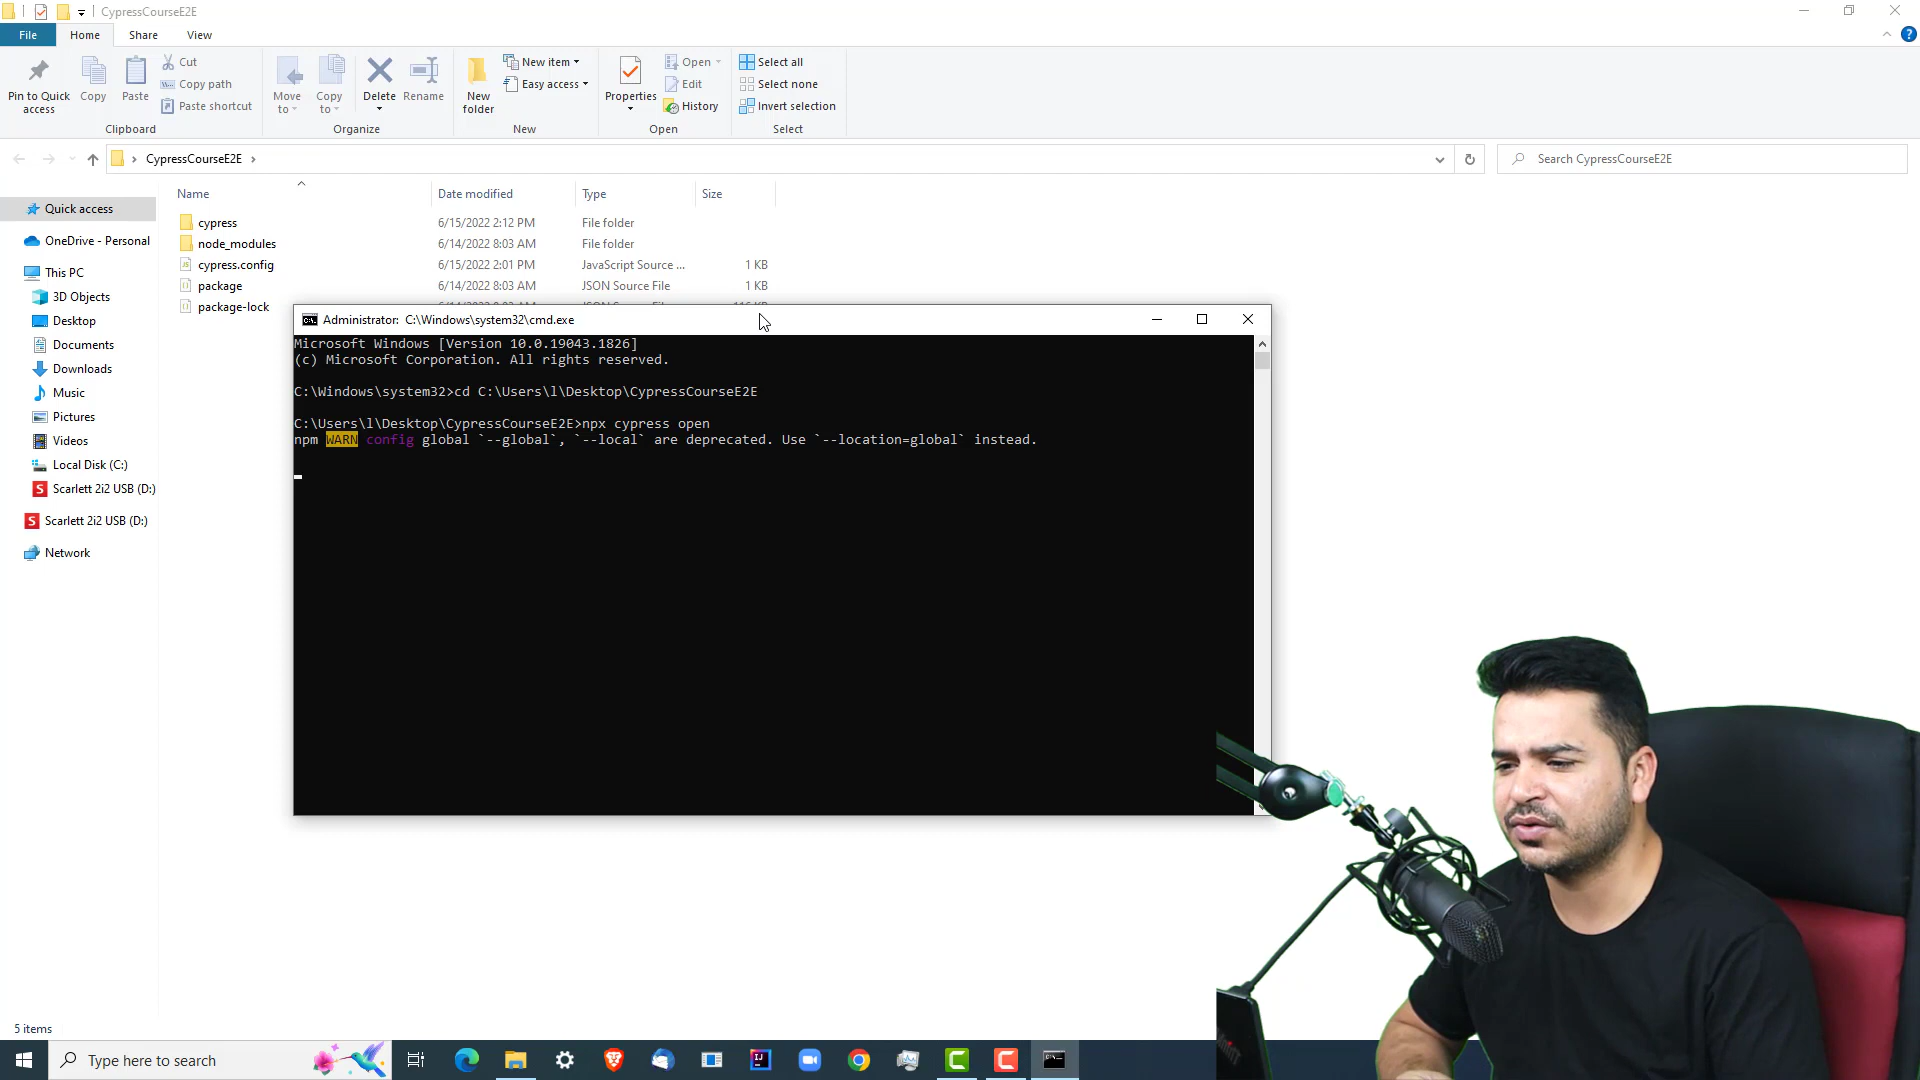 CypressCourseE2E
File
Home
Share
View
Pin to Quick access
Copy
Paste
Cut
Copy path
Paste shortcut
Clipboard
Move to
Copy to
Delete
Rename
Organize
New folder
New item
Easy access
New
Properties
Open
Edit
History
Open
Select all
Select none
Invert selection
Select
CypressCourseE2E
Search CypressCourseE2E
Name
Date modified
Type
Size
Quick access
OneDrive - Personal
This PC
3D Objects
Desktop
Documents
Downloads
Music
Pictures
Videos
Local Disk (C:)
Scarlett 2i2 USB (D:)
Scarlett 2i2 USB (D:)
Network
cypress 6/15/2022 2:12 PM File folder
node_modules 6/14/2022 8:03 AM File folder
cypress.config 6/15/2022 2:01 PM JavaScript Source ... 1 KB
package 6/14/2022 8:03 AM JSON Source File 1 KB
package-lock
Administrator: C:\Windows\system32\cmd.exe
Microsoft Windows [Version 10.0.19043.1826]
(c) Microsoft Corporation. All rights reserved.
C:\Windows\system32>cd C:\Users\l\Desktop\CypressCourseE2E
C:\Users\l\Desktop\CypressCourseE2E>npx cypress open
npm WARN config global `--global`, `--local` are deprecated. Use `--location=global` instead.
5 items
Type here to search